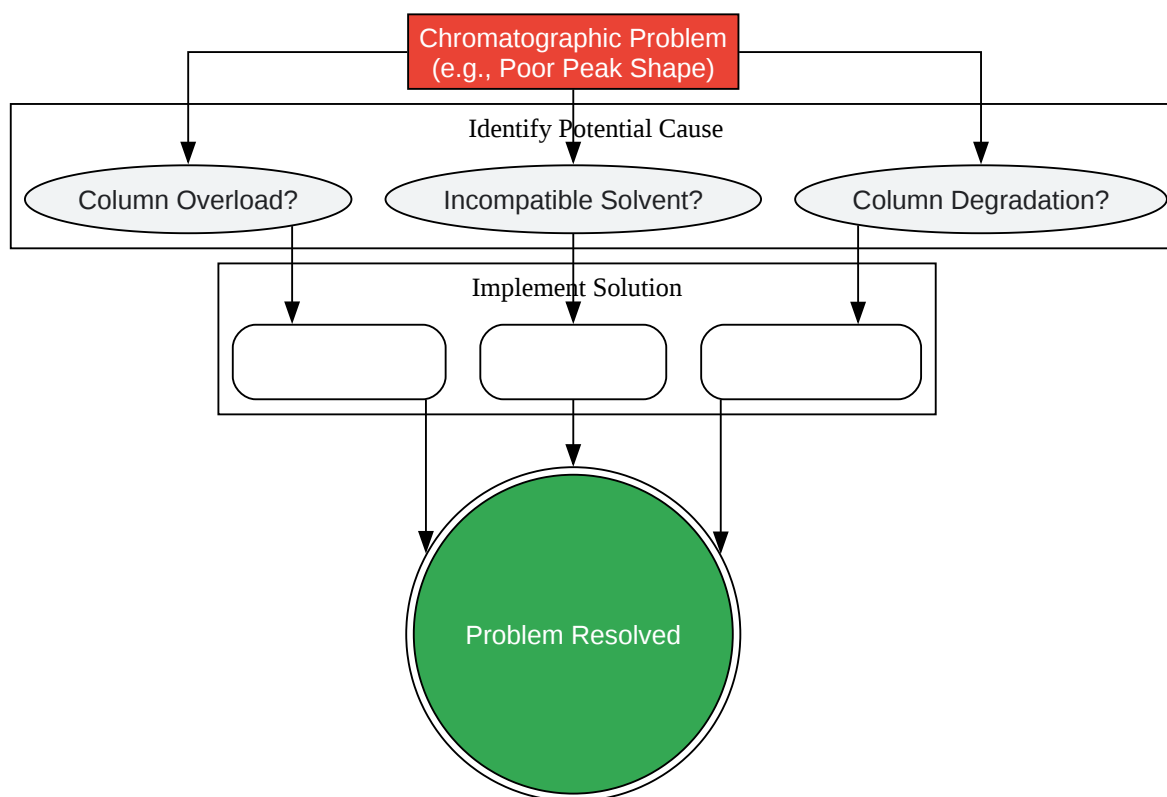 Chromatographic Problem
(e.g., Poor Peak Shape)
Identify Potential Cause
Column Overload?
Incompatible Solvent?
Column Degradation?
Implement Solution
Problem Resolved